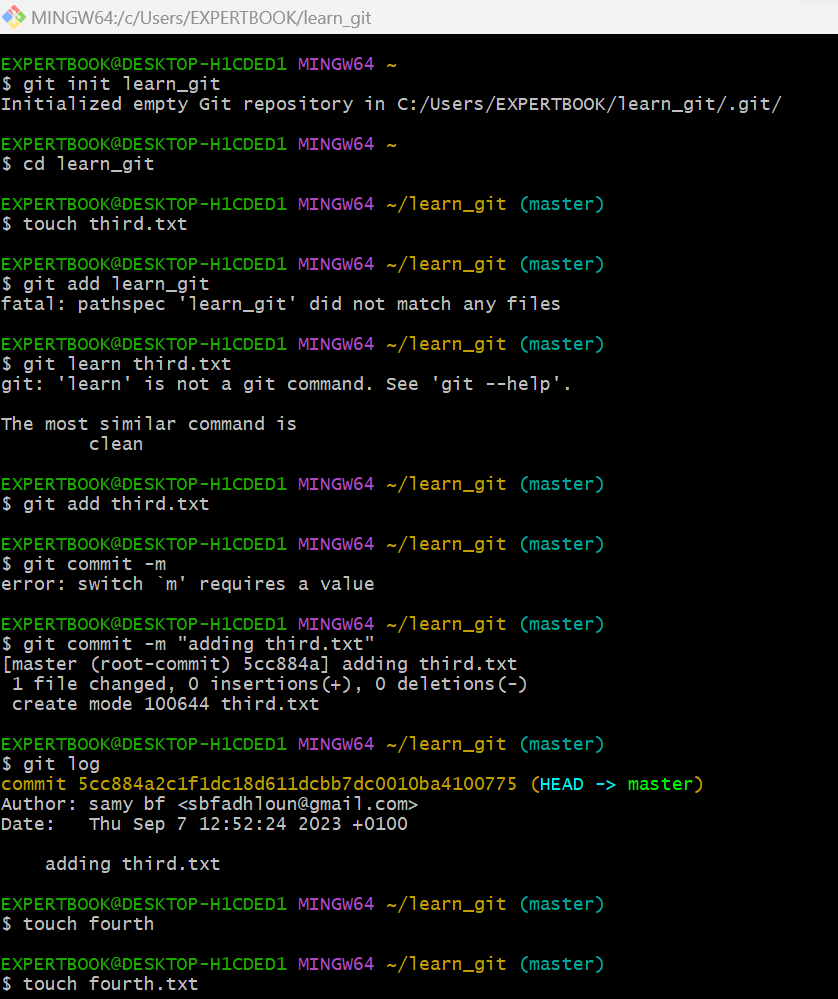 MINGW64:/c/Users/EXPERTBOOK/learn_git
EXPERTBOOK@DESKTOP-H1CDED1 MINGW64 ~
$ git init learn_git
Initialized empty Git repository in C:/Users/EXPERTBOOK/learn_git/.git/
EXPERTBOOK@DESKTOP-H1CDED1 MINGW64 ~
$ cd learn_git
EXPERTBOOK@DESKTOP-H1CDED1 MINGW64 ~/learn_git (master)
$ touch third.txt
EXPERTBOOK@DESKTOP-H1CDED1 MINGW64 ~/learn_git (master)
$ git add learn_git
fatal: pathspec 'learn_git' did not match any files
EXPERTBOOK@DESKTOP-H1CDED1 MINGW64 ~/learn_git (master)
$ git learn third.txt
git: 'learn' is not a git command. See 'git --help'.
The most similar command is
        clean
EXPERTBOOK@DESKTOP-H1CDED1 MINGW64 ~/learn_git (master)
$ git add third.txt
EXPERTBOOK@DESKTOP-H1CDED1 MINGW64 ~/learn_git (master)
$ git commit -m
error: switch `m' requires a value
EXPERTBOOK@DESKTOP-H1CDED1 MINGW64 ~/learn_git (master)
$ git commit -m "adding third.txt"
[master (root-commit) 5cc884a] adding third.txt
 1 file changed, 0 insertions(+), 0 deletions(-)
 create mode 100644 third.txt
EXPERTBOOK@DESKTOP-H1CDED1 MINGW64 ~/learn_git (master)
$ git log
commit 5cc884a2c1f1dc18d611dcbb7dc0010ba4100775 (HEAD -> master)
Author: samy bf <sbfadhloun@gmail.com>
Date:   Thu Sep 7 12:52:24 2023 +0100
    adding third.txt
EXPERTBOOK@DESKTOP-H1CDED1 MINGW64 ~/learn_git (master)
$ touch fourth
EXPERTBOOK@DESKTOP-H1CDED1 MINGW64 ~/learn_git (master)
$ touch fourth.txt